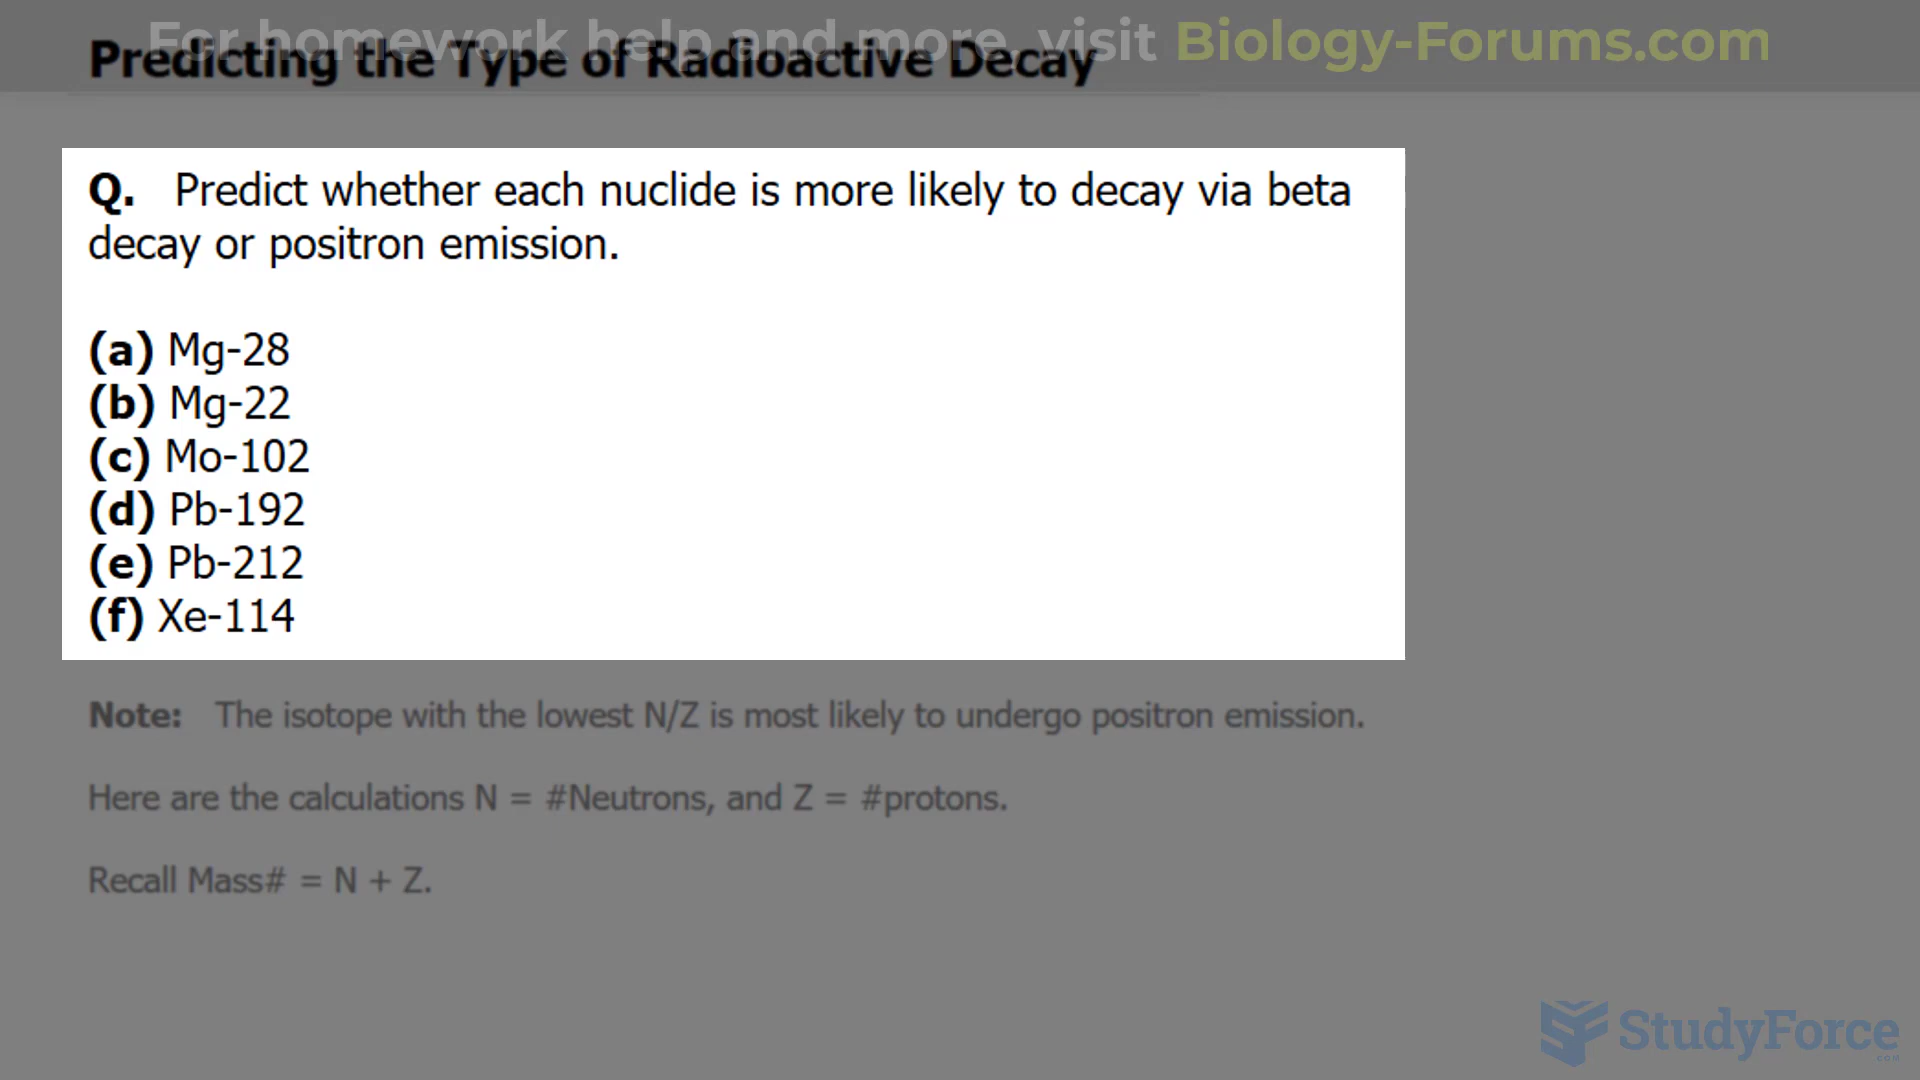 For homework help and more, visit Biology-Forums.com
Predicting the Type of Radioactive Decay
Q. Predict whether each nuclide is more likely to decay via beta
decay or positron emission.
(a) Mg-28
(b) Mg-22
(c) Mo-102
(d) Pb-192
(e) Pb-212
(f) Xe-114
Note: The isotope with the lowest N/Z is most likely to undergo positron emission.
Here are the calculations N = #Neutrons, and Z = #protons.
Recall Mass# = N + Z.
StudyForce
.com